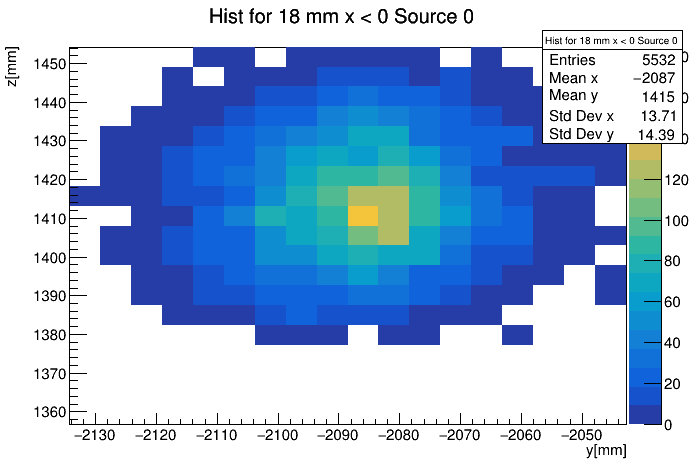 Hist for 18 mm x < 0 Source 0
Hist for 18 mm x < 0 Source 0
Entries 5532
Mean x −2087
Mean y 1415
Std Dev x 13.71
Std Dev y 14.39
z[mm]
1450
1440
1430
1420
1410
1400
1390
1380
1370
1360
−2130 −2120 −2110 −2100 −2090 −2080 −2070 −2060 −2050
y[mm]
120
100
80
60
40
20
0